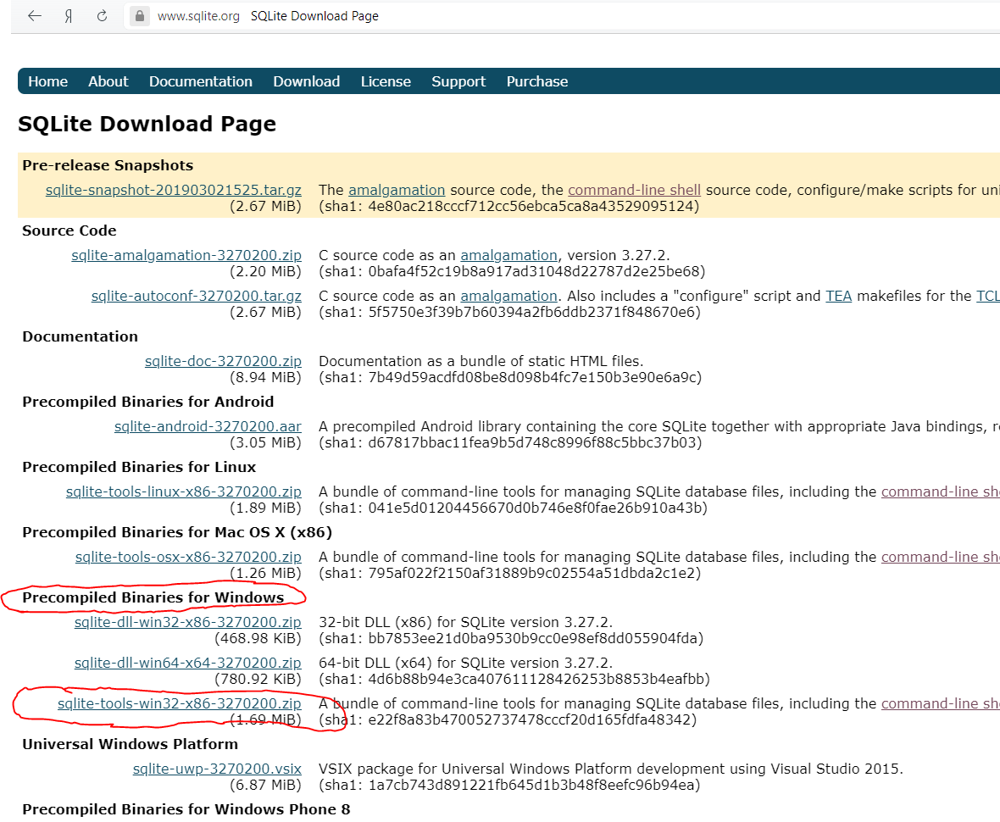 Я www.sqlite.org SQLite Download Page
Home About Documentation Download License Support Purchase
SQLite Download Page
Pre-release Snapshots
sqlite-snapshot-201903021525.tar.gz The amalgamation source code, the command-line shell source code, configure/make scripts for uni
(2.67 MiB) (sha1: 4e80ac218cccf712cc56ebca5ca8a43529095124)
Source Code
sqlite-amalgamation-3270200.zip C source code as an amalgamation, version 3.27.2.
(2.20 MiB) (sha1: 0bafa4f52c19b8a917ad31048d22787d2e25be68)
sqlite-autoconf-3270200.tar.gz C source code as an amalgamation. Also includes a "configure" script and TEA makefiles for the TCL
(2.67 MiB) (sha1: 5f5750e3f39b7b60394a2fb6ddb2371f848670e6)
Documentation
sqlite-doc-3270200.zip Documentation as a bundle of static HTML files.
(8.94 MiB) (sha1: 7b49d59acdfd08be8d098b4fc7e150b3e90e6a9c)
Precompiled Binaries for Android
sqlite-android-3270200.aar A precompiled Android library containing the core SQLite together with appropriate Java bindings, r
(3.05 MiB) (sha1: d67817bbac11fea9b5d748c8996f88c5bbc37b03)
Precompiled Binaries for Linux
sqlite-tools-linux-x86-3270200.zip A bundle of command-line tools for managing SQLite database files, including the command-line sh
(1.89 MiB) (sha1: 041e5d01204456670d0b746e8f0fae26b910a43b)
Precompiled Binaries for Mac OS X (x86)
sqlite-tools-osx-x86-3270200.zip A bundle of command-line tools for managing SQLite database files, including the command-line sh
(1.26 MiB) (sha1: 795af022f2150af31889b9c02554a51dbda2c1e2)
Precompiled Binaries for Windows
sqlite-dll-win32-x86-3270200.zip 32-bit DLL (x86) for SQLite version 3.27.2.
(468.98 KiB) (sha1: bb7853ee21d0ba9530b9cc0e98ef8dd055904fda)
sqlite-dll-win64-x64-3270200.zip 64-bit DLL (x64) for SQLite version 3.27.2.
(780.92 KiB) (sha1: 4d6b88b94e3ca407611128426253b8853b4eafbb)
sqlite-tools-win32-x86-3270200.zip A bundle of command-line tools for managing SQLite database files, including the command-line sh
(1.69 MiB) (sha1: e22f8a83b470052737478cccf20d165fdfa48342)
Universal Windows Platform
sqlite-uwp-3270200.vsix VSIX package for Universal Windows Platform development using Visual Studio 2015.
(6.87 MiB) (sha1: 1a7cb743d891221fb645d1b3b48f8eefc96b94ea)
Precompiled Binaries for Windows Phone 8